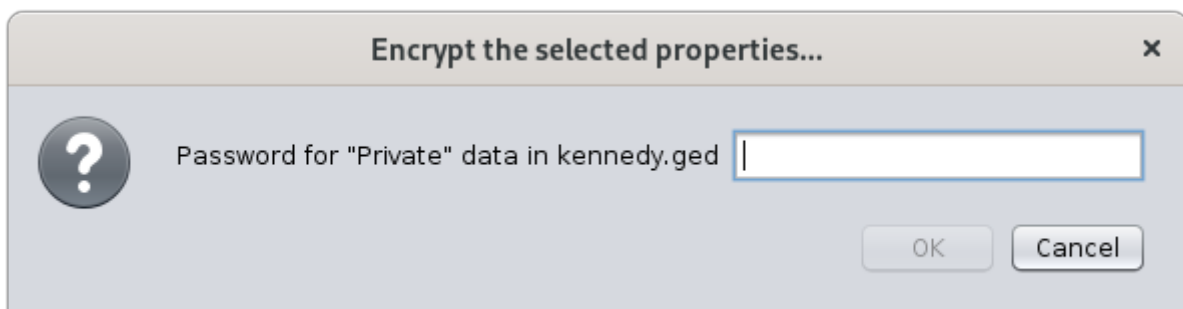 Encrypt the selected properties...
Password for "Private" data in kennedy.ged
OK
Cancel